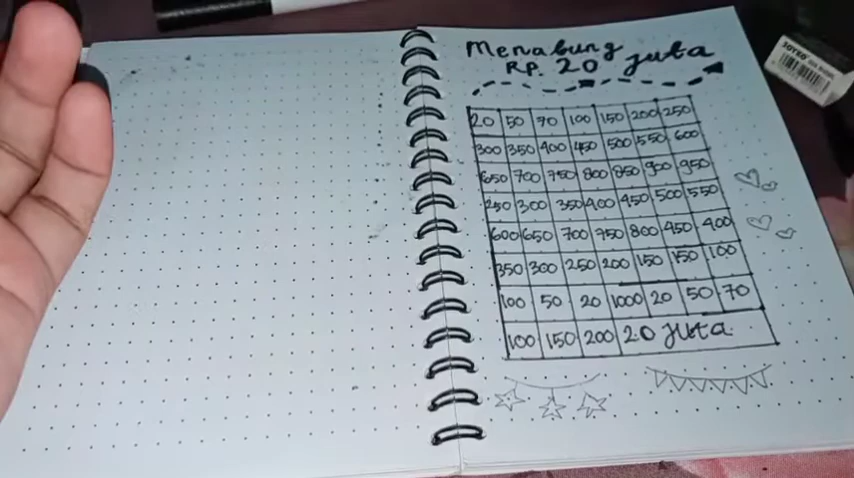 Menabung
RP. 20 juta
20 50 70 100 150 200 250
300 350 400 450 500 550 600
650 700 750 800 850 900 950
250 300 350 400 450 500 550
600 650 700 750 800 450 400
350 300 250 200 150 150 100
100 50 20 1000 20 50 70
100 150 200 20 juta